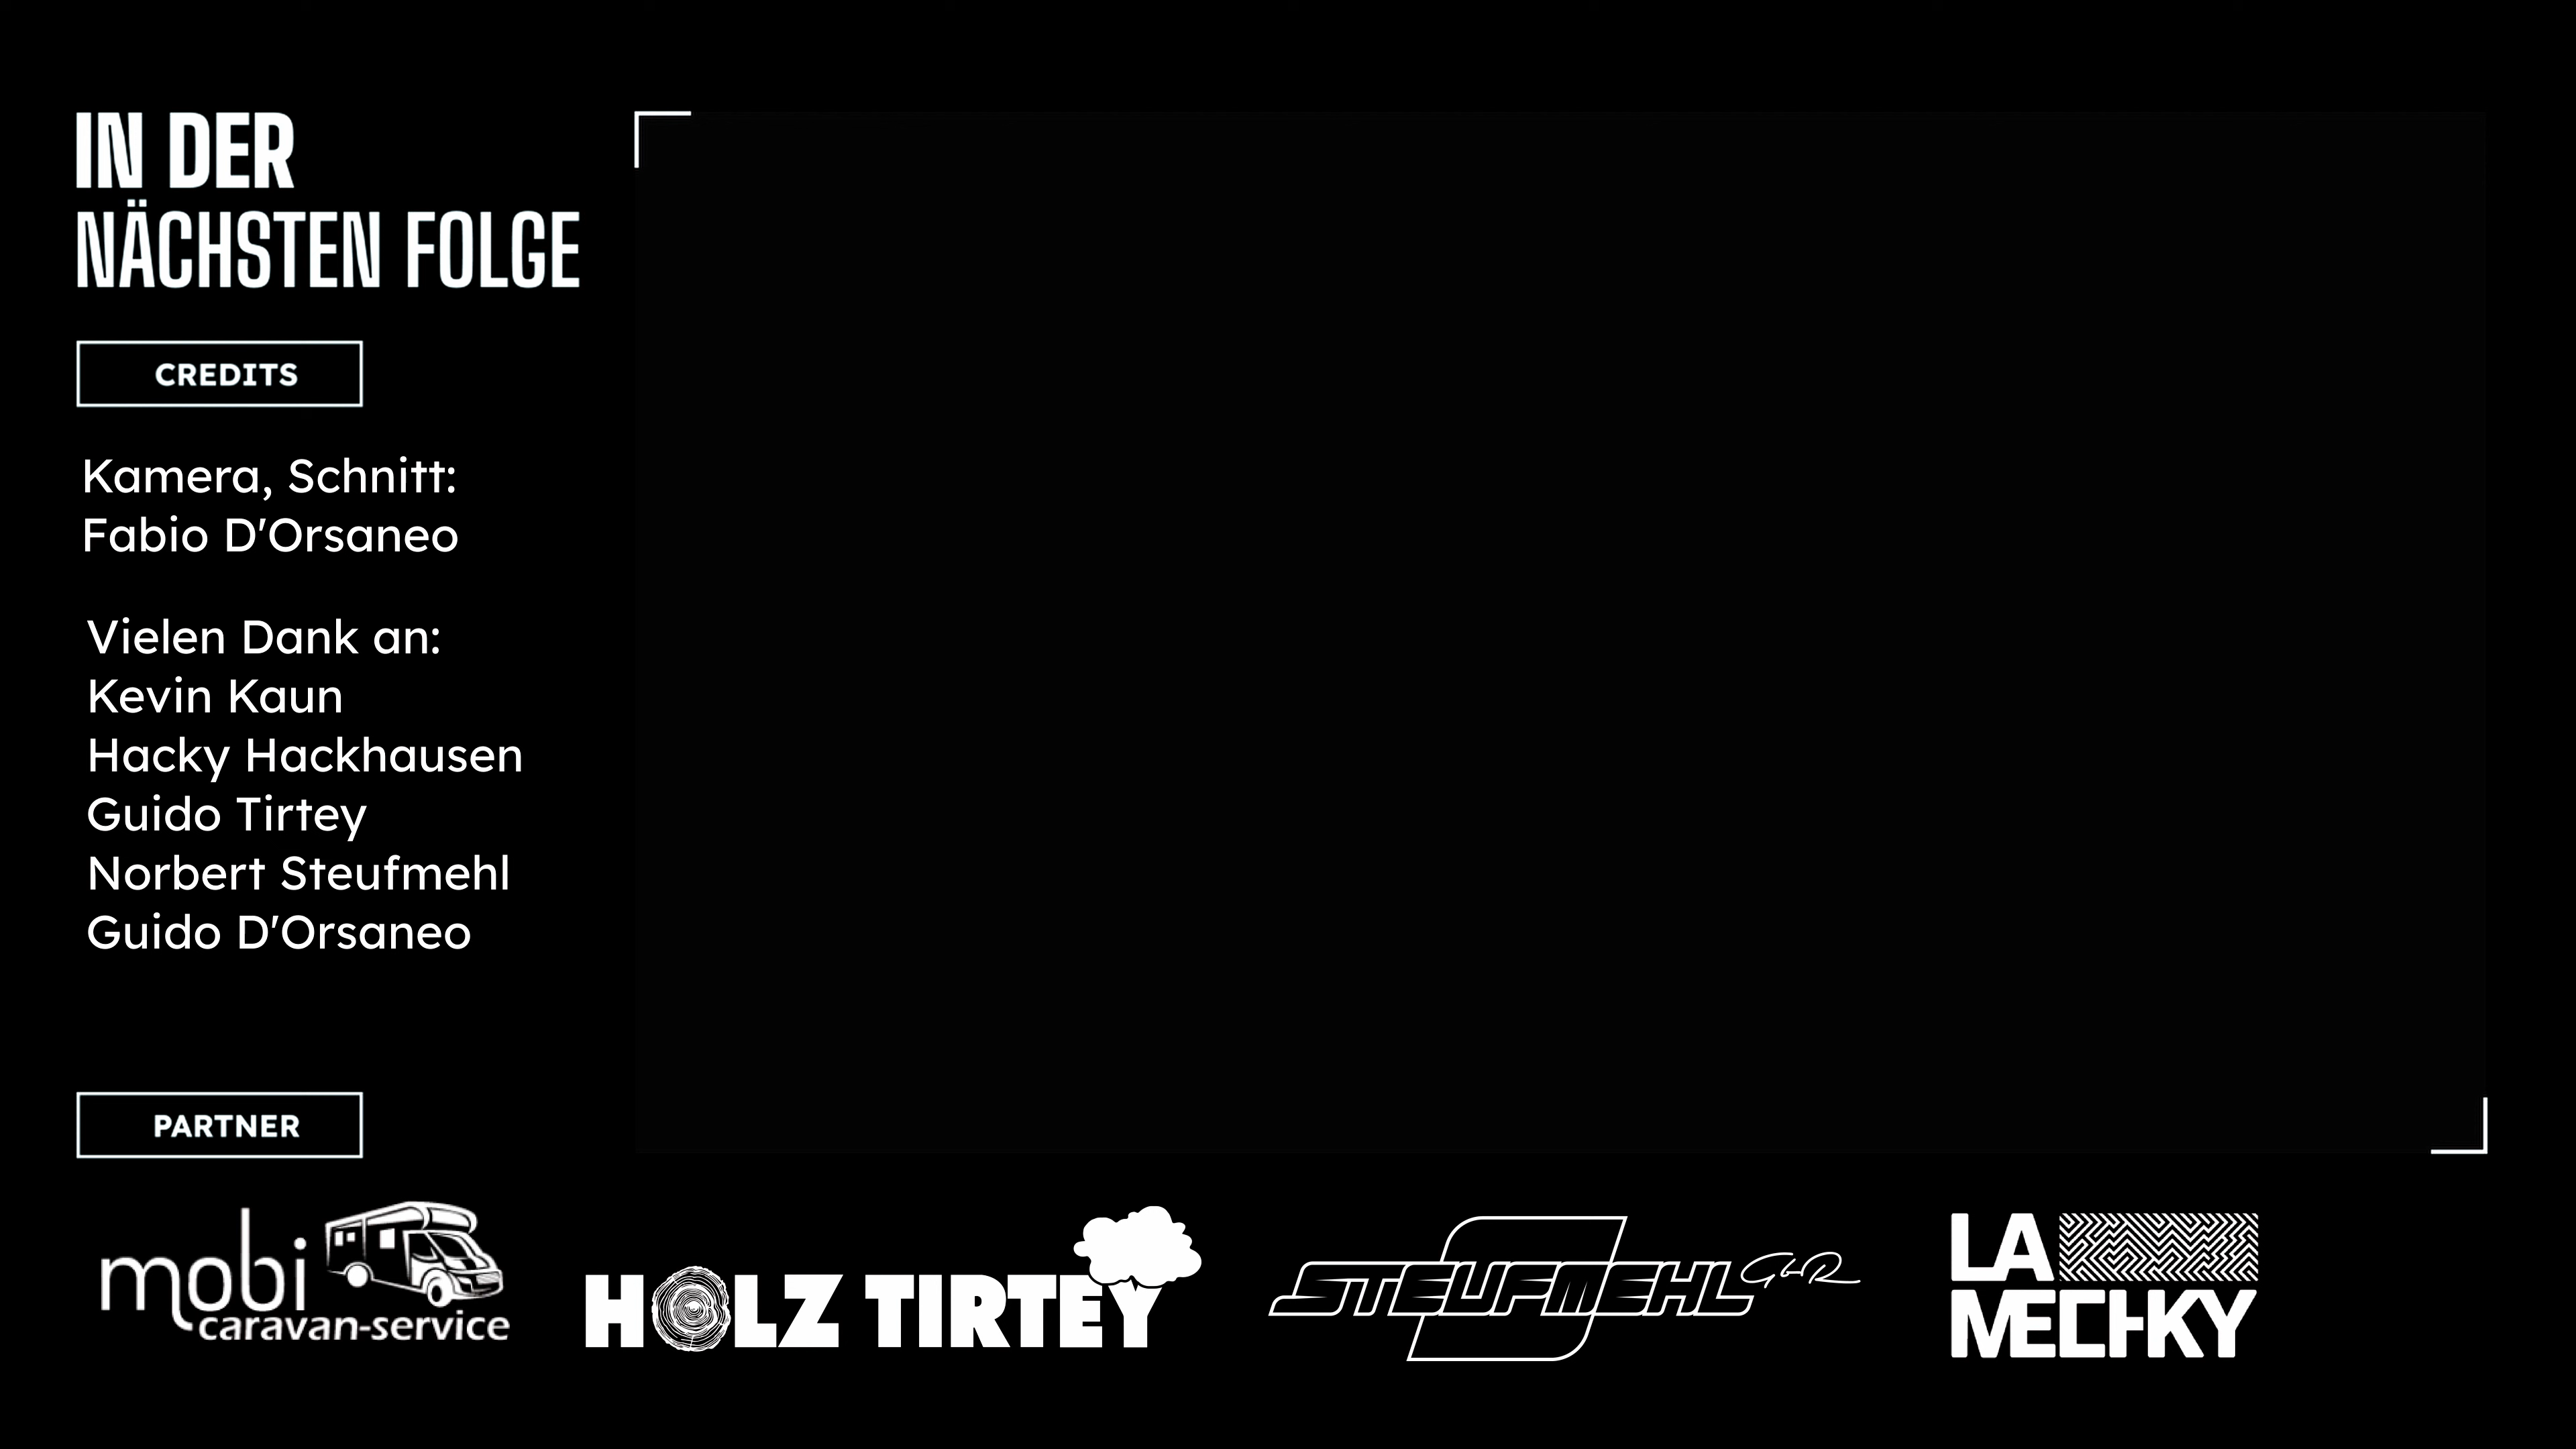 IN DER
NÄCHSTEN FOLGE
CREDITS
Kamera, Schnitt:
Fabio D'Orsaneo
Vielen Dank an:
Kevin Kaun
Hacky Hackhausen
Guido Tirtey
Norbert Steufmehl
Guido D'Orsaneo
PARTNER
mobi
caravan-service
HOLZ TIRTEY
STEUFMEHL GbR
LA
MECHKY